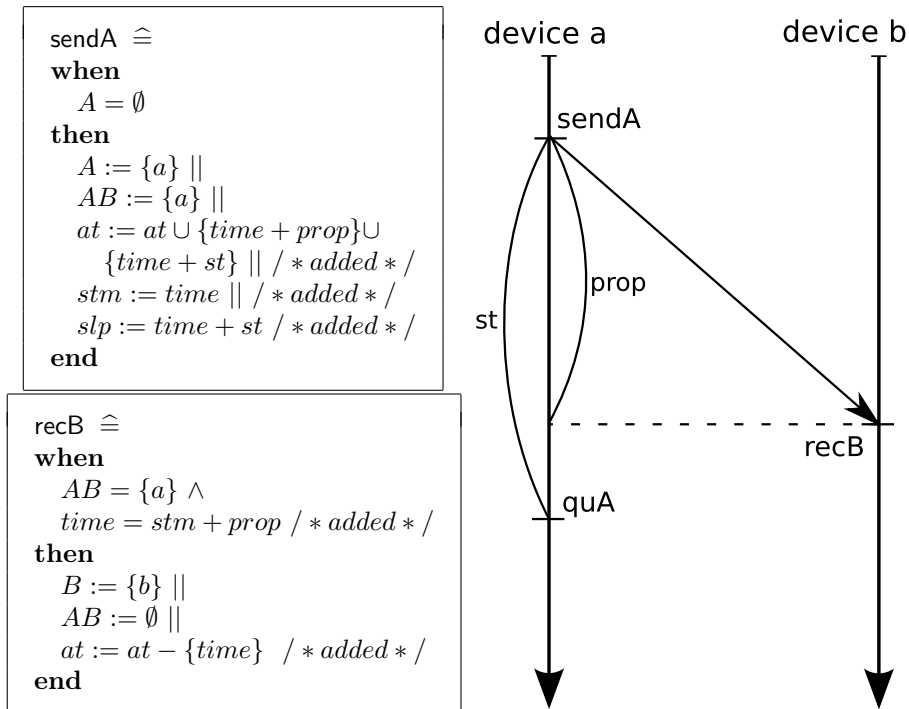 sendA ≙
when
A = ∅
then
A := {a} ||
AB := {a} ||
at := at ∪ {time + prop}∪
{time + st} || / ∗ added ∗ /
stm := time || / ∗ added ∗ /
slp := time + st / ∗ added ∗ /
end
recB ≙
when
AB = {a} ∧
time = stm + prop / ∗ added ∗ /
then
B := {b} ||
AB := ∅ ||
at := at − {time} / ∗ added ∗ /
end
device a
device b
sendA
prop
st
recB
quA